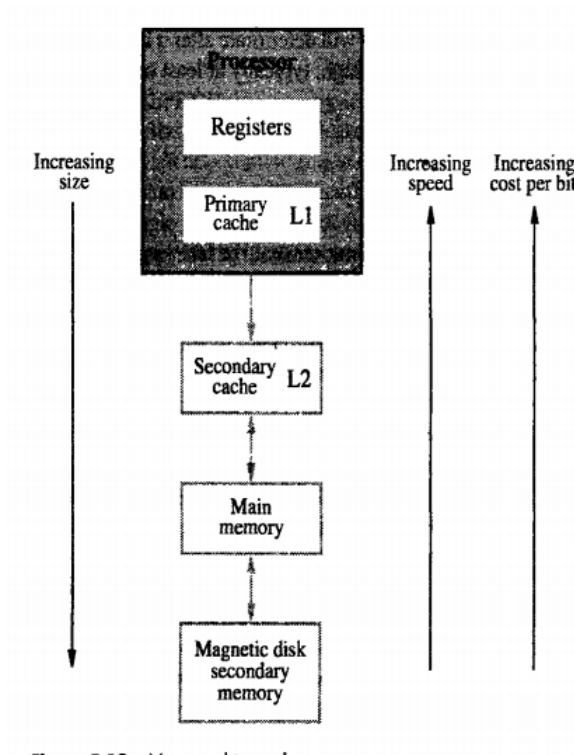 Processor
Registers
Increasing
size
Increasing
speed
Increasing
cost per bit
Primary
cache L1
Secondary
cache L2
Main
memory
Magnetic disk
secondary
memory